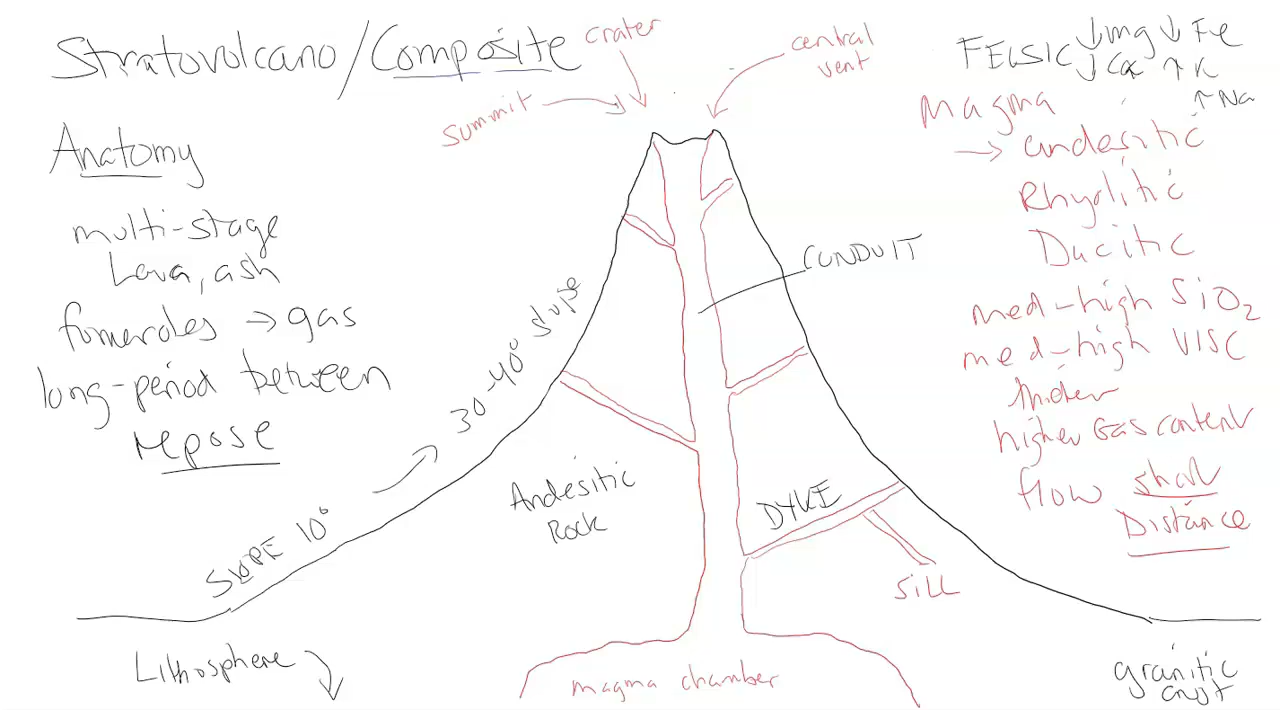 Stratovolcano/Composite
crater
central
vent
summit
FELSIC ↓mg ↓Fe
↓Ca ↑K
↑Na
magma
→ andesitic
Rhyolitic
Dacitic
med-high SiO2
med-high VISC
thicker
higher Gas content
flow short
Distance
Anatomy
multi-stage
Lava, ash
fomeroles → gas
long-period between
repose
CONDUIT
30-40° slope
SLOPE 10°
Andesitic
Rock
DYKE
SILL
Lithosphere
magma chamber
granitic
crust